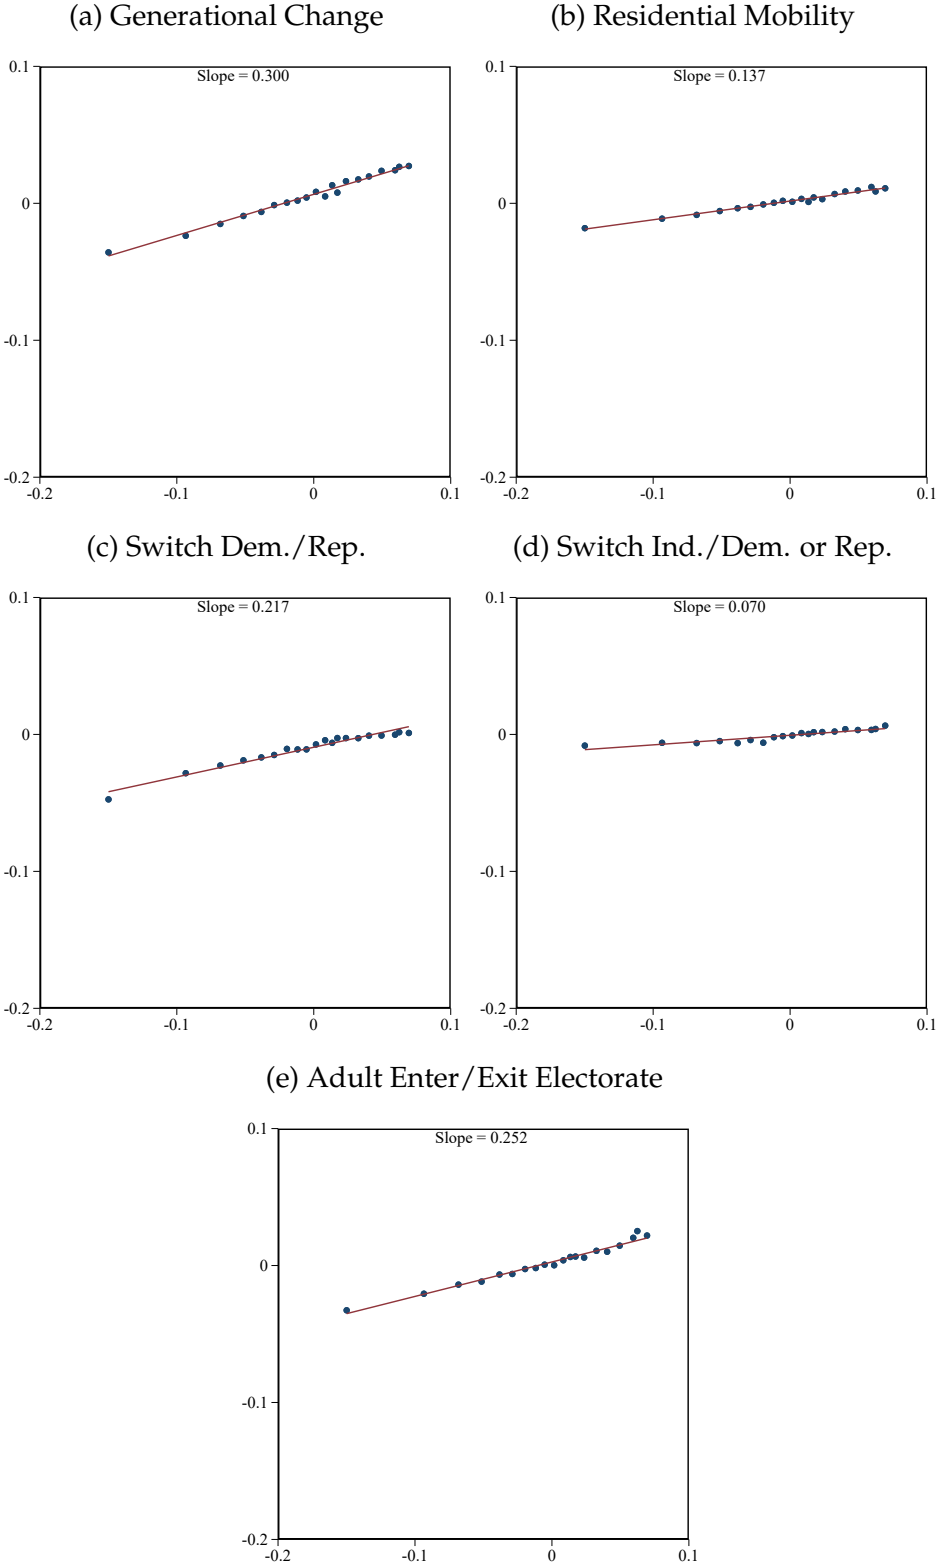 (a) Generational Change
(b) Residential Mobility
0.1
Slope = 0.300
0
-0.1
-0.2
-0.2 -0.1 0 0.1
0.1
Slope = 0.137
0
-0.1
-0.2
-0.2 -0.1 0 0.1
(c) Switch Dem./Rep.
(d) Switch Ind./Dem. or Rep.
0.1
Slope = 0.217
0
-0.1
-0.2
-0.2 -0.1 0 0.1
0.1
Slope = 0.070
0
-0.1
-0.2
-0.2 -0.1 0 0.1
(e) Adult Enter/Exit Electorate
0.1
Slope = 0.252
0
-0.1
-0.2
-0.2 -0.1 0 0.1